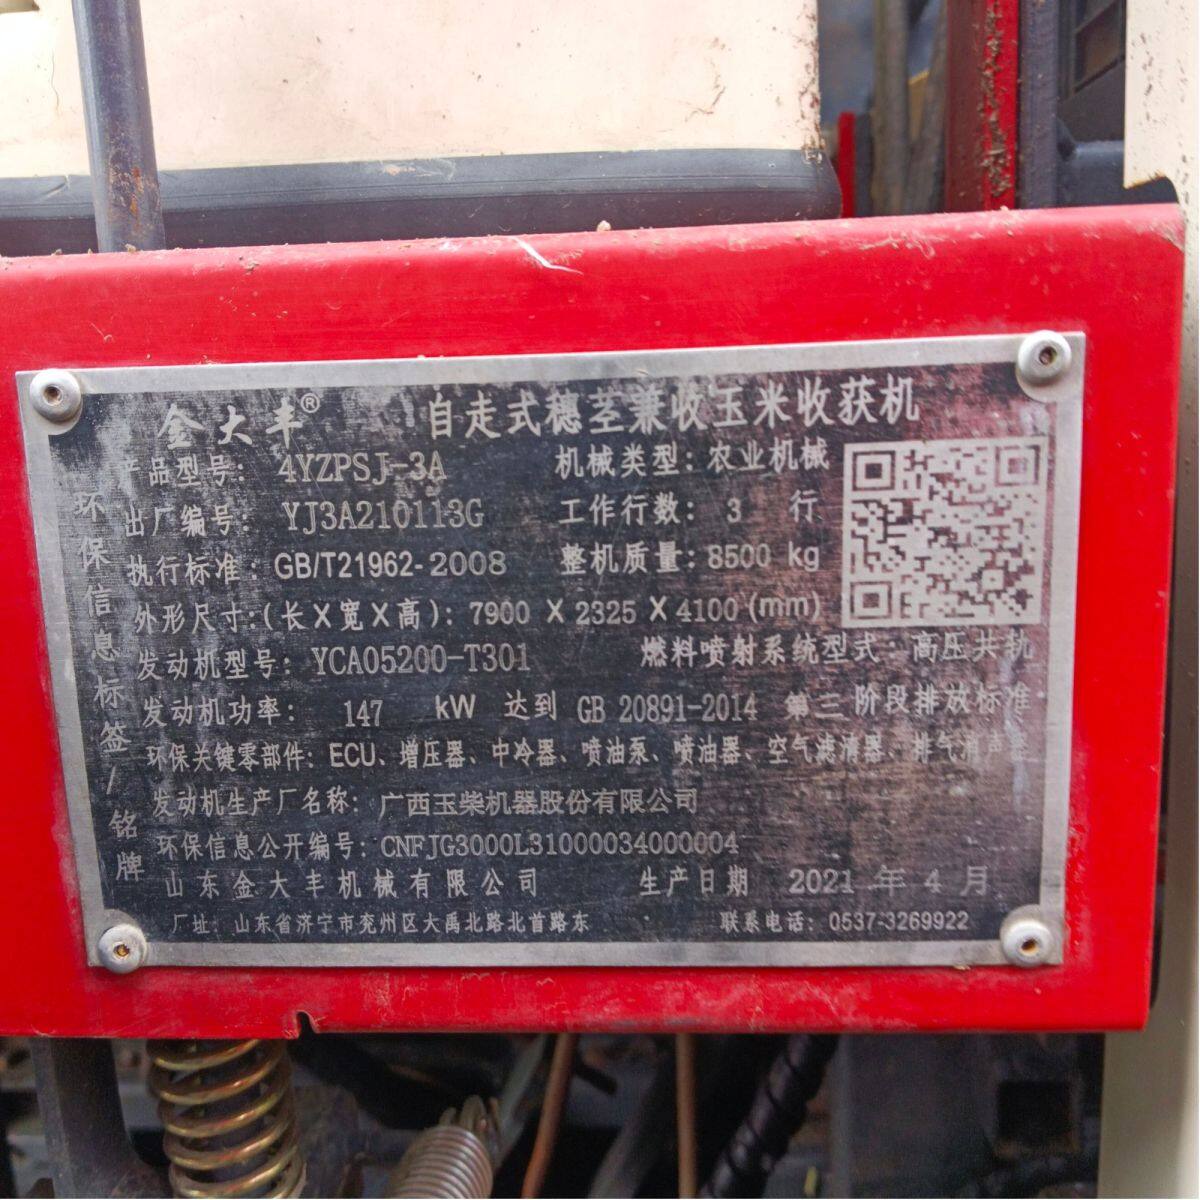 金大丰® 自走式穗茎兼收玉米收获机
环保信息标签/铭牌
产品型号: 4YZPSJ-3A 机械类型: 农业机械
出厂编号: YJ3A210113G 工作行数: 3 行
执行标准: GB/T21962-2008 整机质量: 8500 kg
外形尺寸:(长X宽X高): 7900 X 2325 X 4100 (mm)
发动机型号: YCA05200-T301 燃料喷射系统型式: 高压共轨
发动机功率: 147 kW 达到 GB 20891-2014 第三阶段排放标准
环保关键零部件: ECU、增压器、中冷器、喷油泵、喷油器、空气滤清器、排气消声器
发动机生产厂名称: 广西玉柴机器股份有限公司
环保信息公开编号: CNFJG3000L31000034000004
山东金大丰机械有限公司 生产日期 2021 年 4 月
厂址: 山东省济宁市兖州区大禹北路北首路东 联系电话: 0537-3269922